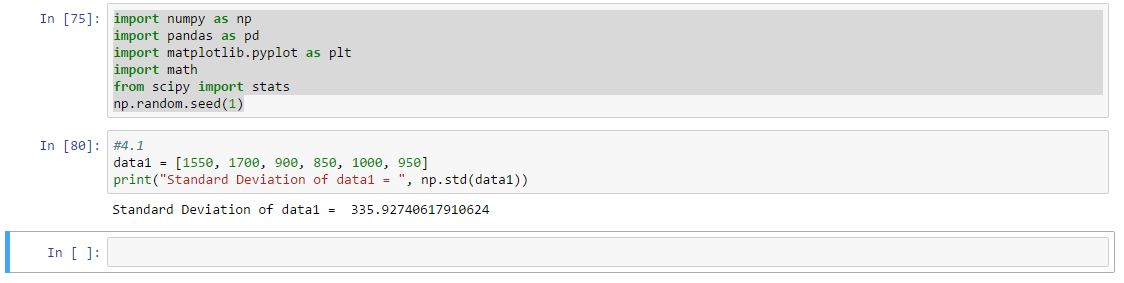 In [75]: import numpy as np
import pandas as pd
import matplotlib.pyplot as plt
import math
from scipy import stats
np.random.seed(1)
In [80]: #4.1
data1 = [1550, 1700, 900, 850, 1000, 950]
print("Standard Deviation of data1 = ", np.std(data1))
Standard Deviation of data1 =  335.92740617910624
In [ ]: